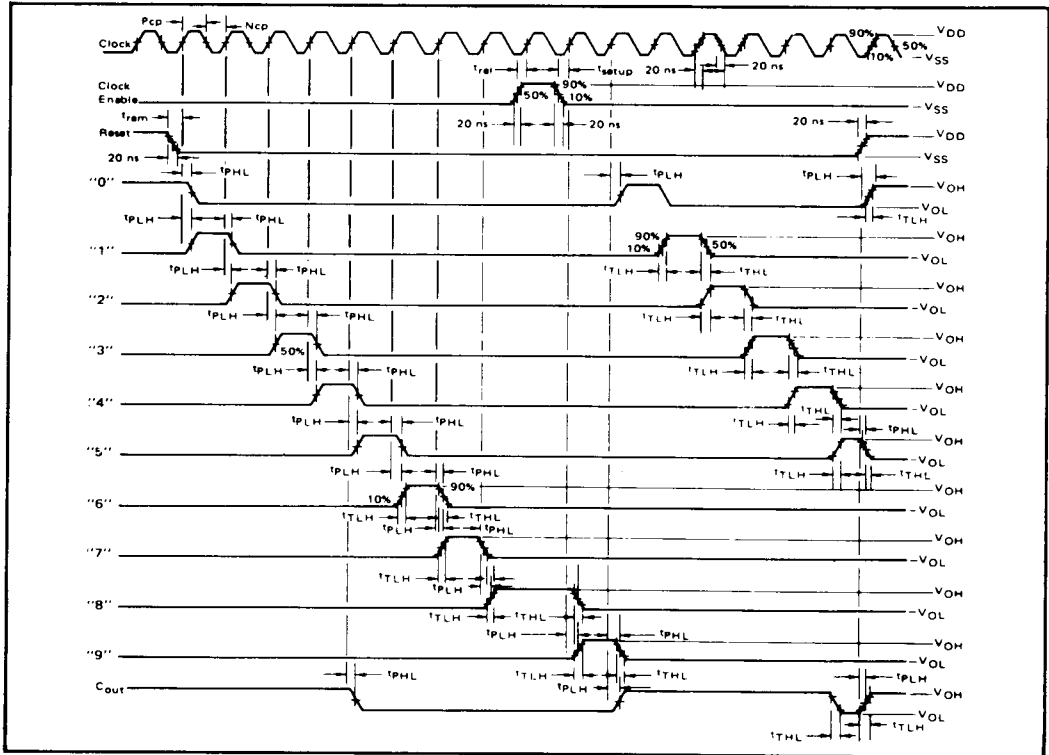 Pcp Ncp
Clock 90% 50% 10% VDD VSS
trel tsetup 20 ns 20 ns
Clock Enable 50% 90% 10% VDD VSS
trem 20 ns 20 ns 20 ns
Reset VDD VSS
20 ns tPHL tPLH tPLH
"0" VOH VOL
tPLH tPHL tTLH
"1" 90% 10% 50% VOH VOL
tPLH tPHL tTLH tTHL
"2" VOH VOL
tPLH tPHL tTLH tTHL
"3" 50% VOH VOL
tPLH tPHL tTLH tTHL
"4" VOH VOL
tPLH tPHL tTLH tTHL tPHL
"5" VOH VOL
tPLH tPHL tTLH tTHL
"6" 10% 90% VOH VOL
tTLH tTHL
tPLH tPHL
"7" VOH VOL
tTLH tPLH
"8" VOH VOL
tTLH tTHL
tPLH tPHL
"9" VOH VOL
tTLH tTHL
tPHL tPLH tPLH
Cout VOH VOL
tTHL tTLH